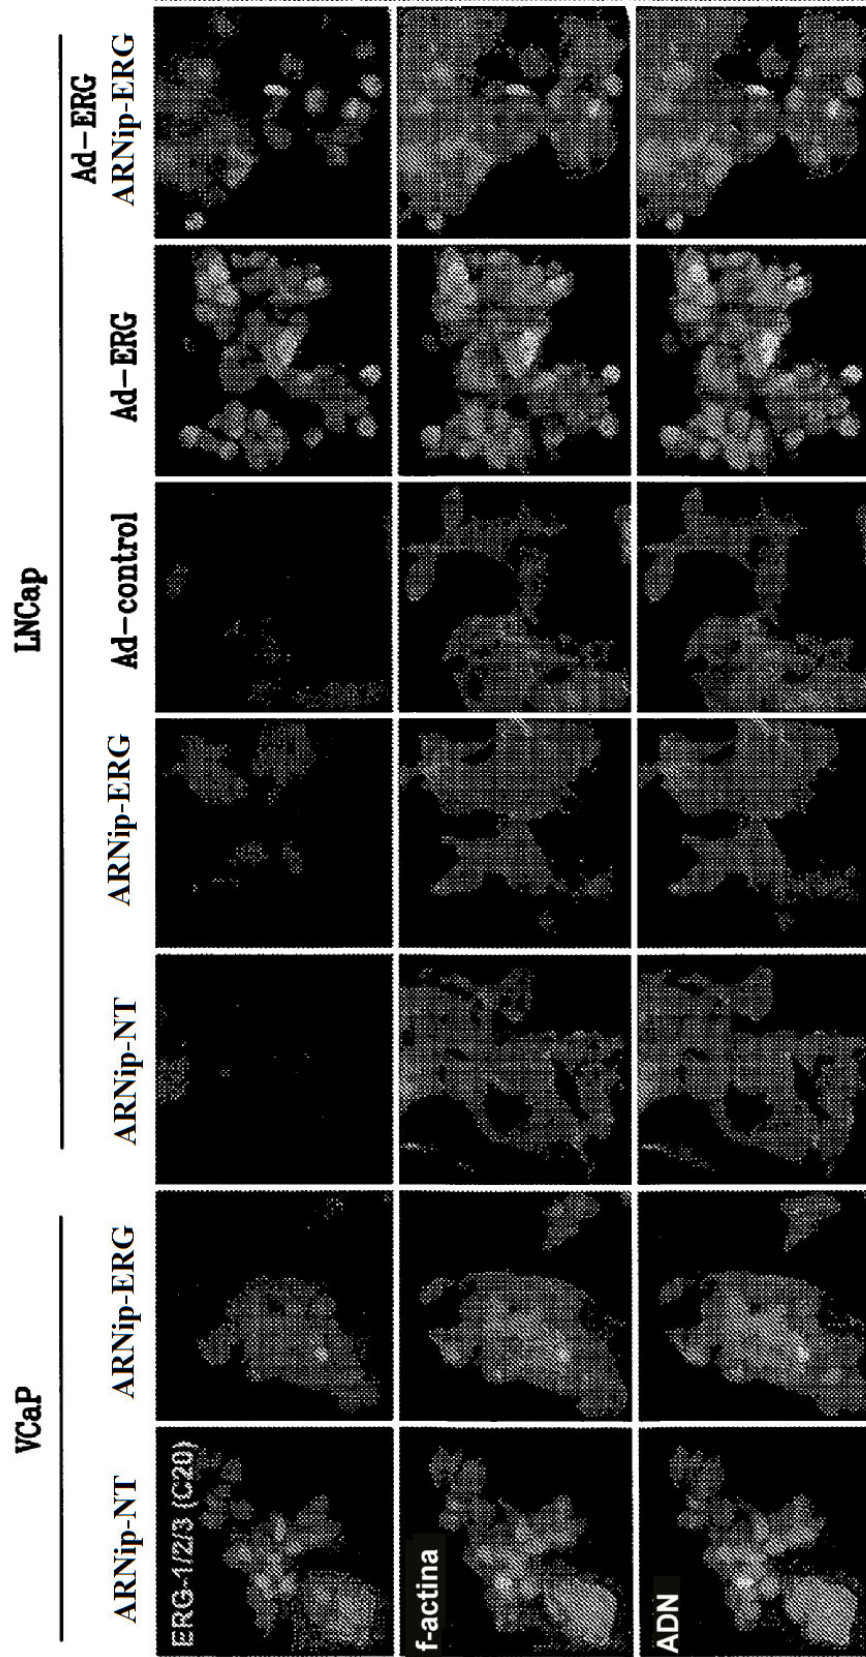 VCaP
LNCap
ARNip-NT
ARNip-ERG
ARNip-NT
ARNip-ERG
Ad-control
Ad-ERG
Ad-ERG
ARNip-ERG
ERG-1/2/3 (C20)
f-actina
ADN